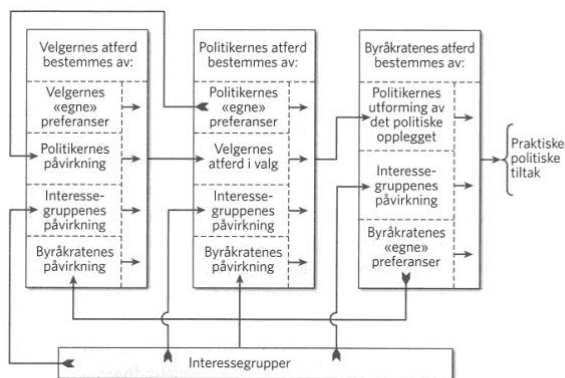 Velgernes atferd
bestemmes av:
Velgernes
«egne»
preferanser
Politikernes
påvirkning
Interesse-
gruppenes
påvirkning
Byråkratenes
påvirkning
Politikernes atferd
bestemmes av:
Politikernes
«egne»
preferanser
Velgernes
atferd i valg
Interesse-
gruppenes
påvirkning
Byråkratenes
påvirkning
Byråkratenes atferd
bestemmes av:
Politikernes
utforming av
det politiske
opplegget
Interesse-
gruppenes
påvirkning
Byråkratenes
«egne»
preferanser
Praktiske
politiske
tiltak
Interessegrupper